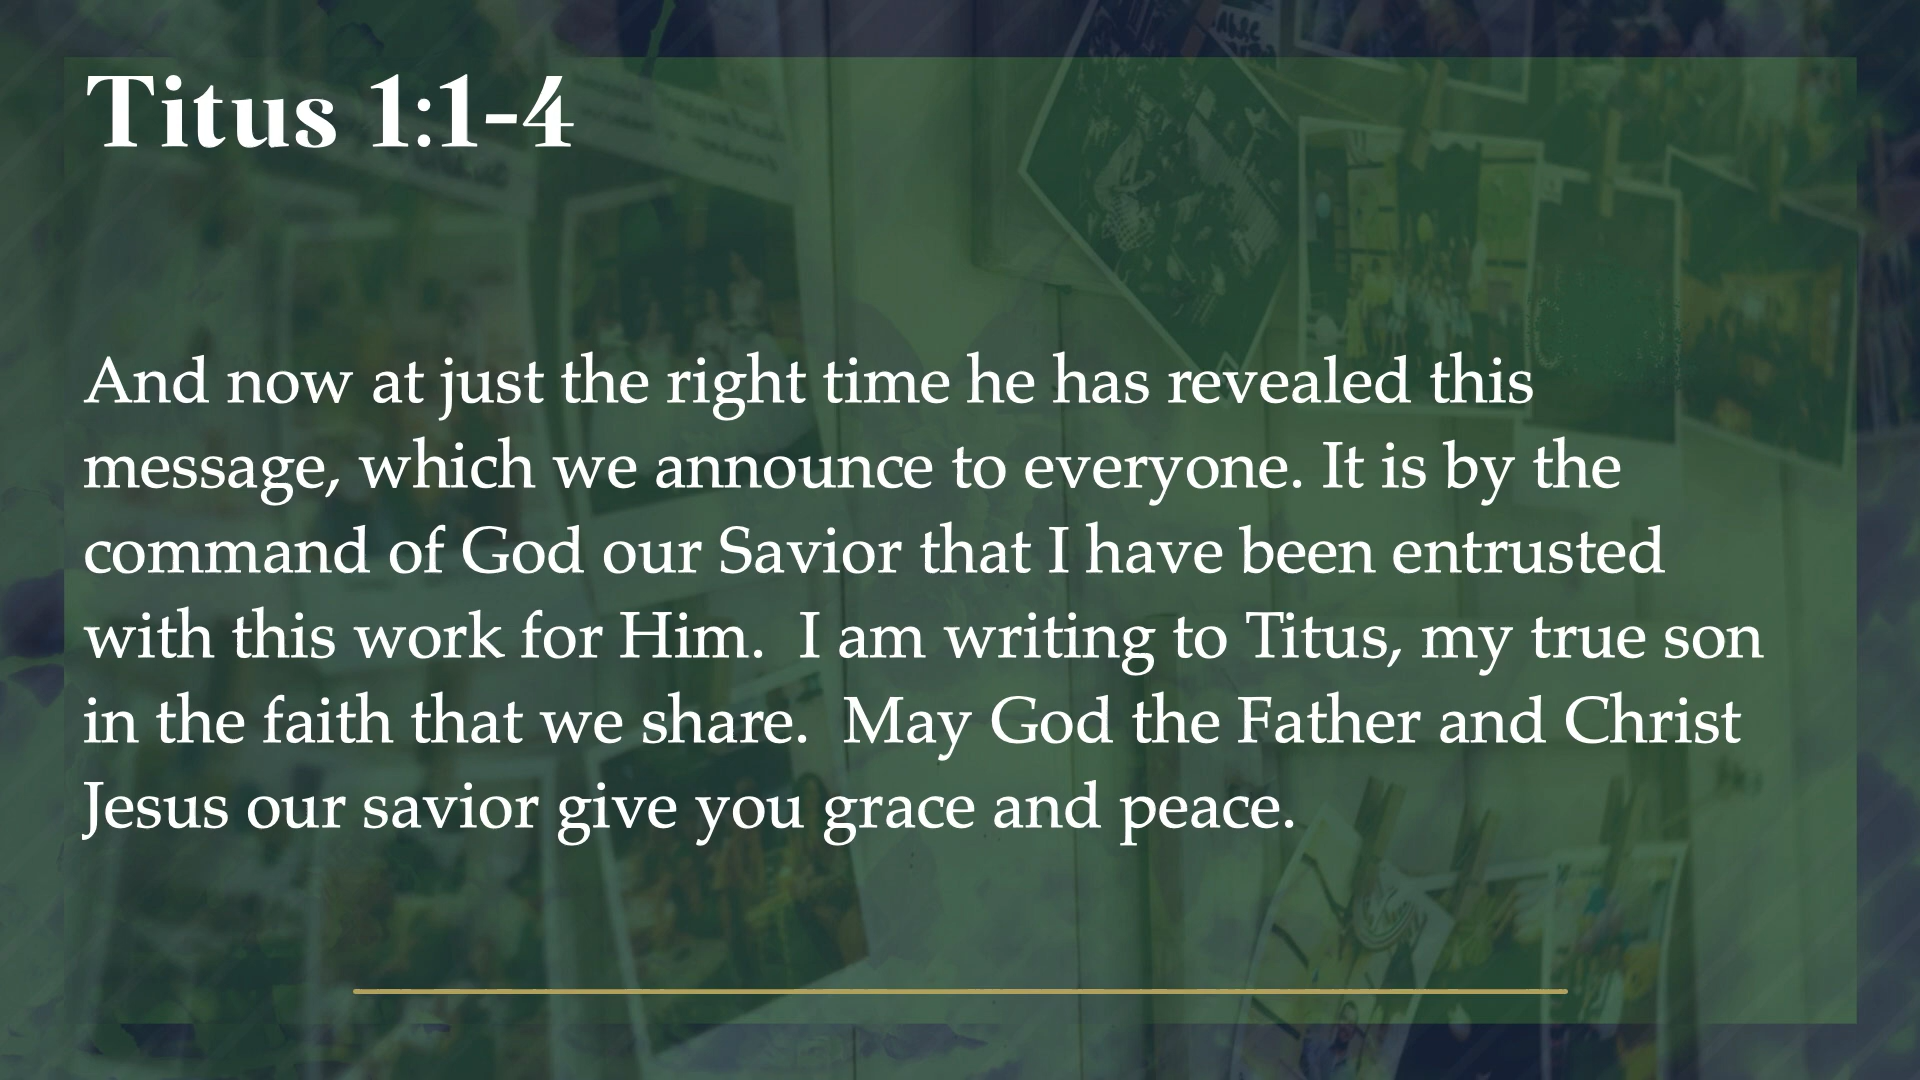 Titus 1:1-4
And now at just the right time he has revealed this
message, which we announce to everyone. It is by the
command of God our Savior that I have been entrusted
with this work for Him.  I am writing to Titus, my true son
in the faith that we share.  May God the Father and Christ
Jesus our savior give you grace and peace.